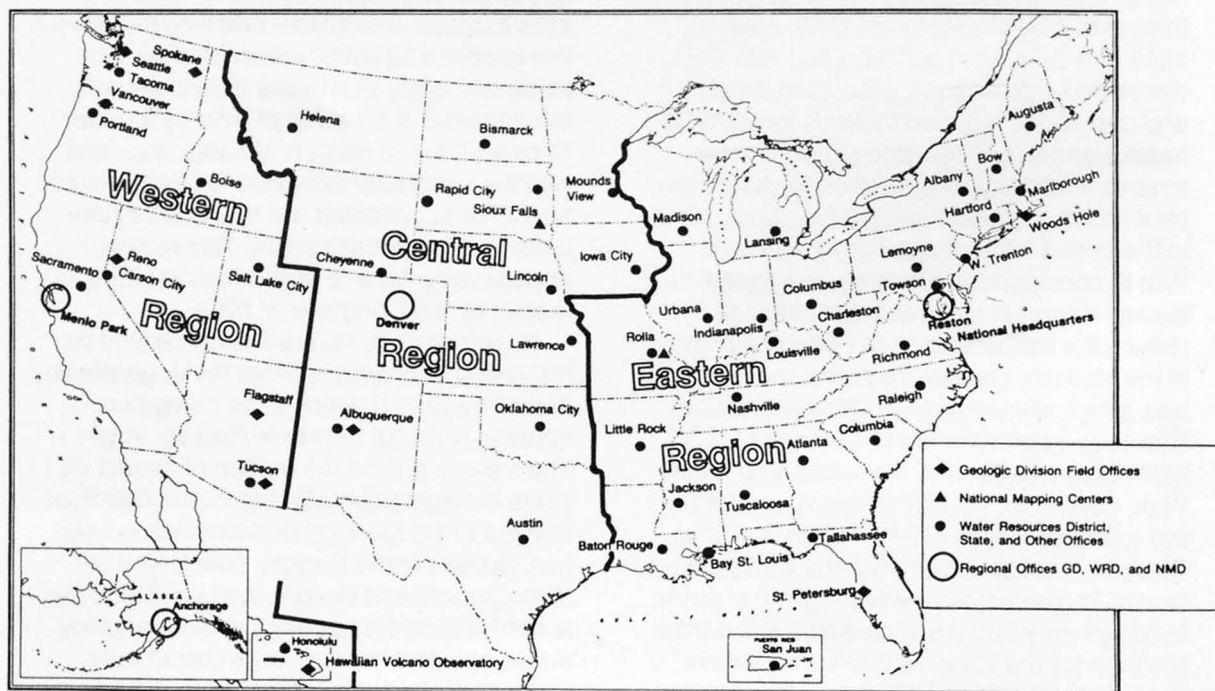 Spokane
Seattle
Tacoma
Vancouver
Portland
Helena
Bismarck
Augusta
Western
Boise
Rapid City
Mounds
View
Sioux Falls
Madison
Lansing
Albany
Bow
Marlborough
Hartford
Woods Hole
Central
Reno
Sacramento
Carson City
Salt Lake City
Cheyenne
Lincoln
Iowa City
Lemoyne
W. Trenton
Towson
Menlo Park
Region
Denver
Region
Urbana
Indianapolis
Columbus
Charleston
Reston
National Headquarters
Lawrence
Rolla
Louisville
Richmond
Eastern
Flagstaff
Albuquerque
Oklahoma City
Nashville
Raleigh
Little Rock
Region
Atlanta
Columbia
Tucson
Jackson
Tuscaloosa
Austin
Baton Rouge
Bay St. Louis
Tallahassee
St. Petersburg
Anchorage
Honolulu
Hawaiian Volcano Observatory
PUERTO RICO
San Juan
Geologic Division Field Offices
National Mapping Centers
Water Resources District,
State, and Other Offices
Regional Offices GD, WRD, and NMD